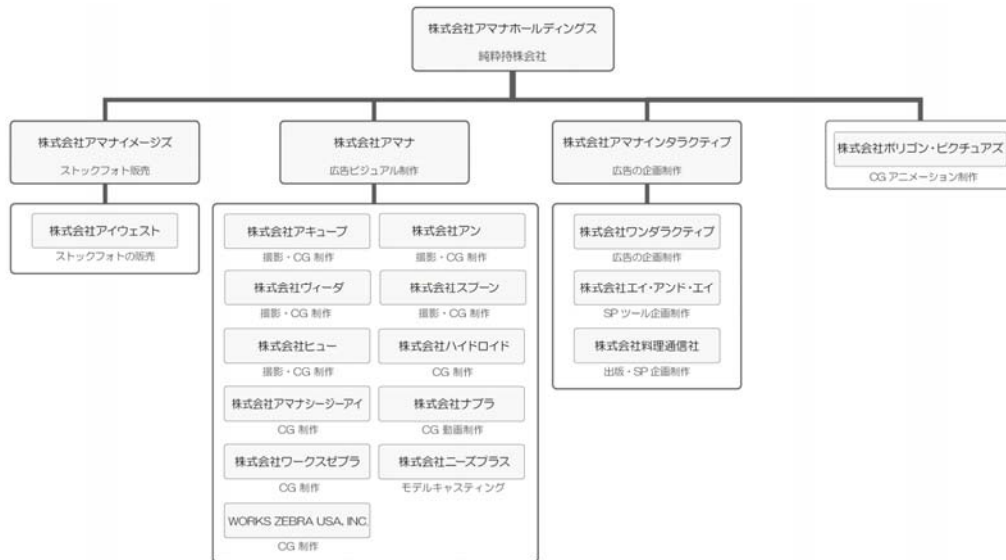 株式会社アマナホールディングス
純粋持株会社
株式会社アマナイメージズ
ストックフォト販売
株式会社アイウェスト
ストックフォトの販売
株式会社アマナ
広告ビジュアル制作
株式会社アキューブ
撮影・CG 制作
株式会社アン
撮影・CG 制作
株式会社ヴィーダ
撮影・CG 制作
株式会社スプーン
撮影・CG 制作
株式会社ヒュー
撮影・CG 制作
株式会社ハイドロイド
CG 制作
株式会社アマナシージーアイ
CG 制作
株式会社ナブラ
CG 動画制作
株式会社ワークスゼブラ
CG 制作
株式会社ニーズプラス
モデルキャスティング
WORKS ZEBRA USA, INC.
CG 制作
株式会社アマナインタラクティブ
広告の企画制作
株式会社ワンダラクティブ
広告の企画制作
株式会社エイ・アンド・エイ
SP ツール企画制作
株式会社料理通信社
出版・SP 企画制作
株式会社ポリゴン・ピクチュアズ
CG アニメーション制作